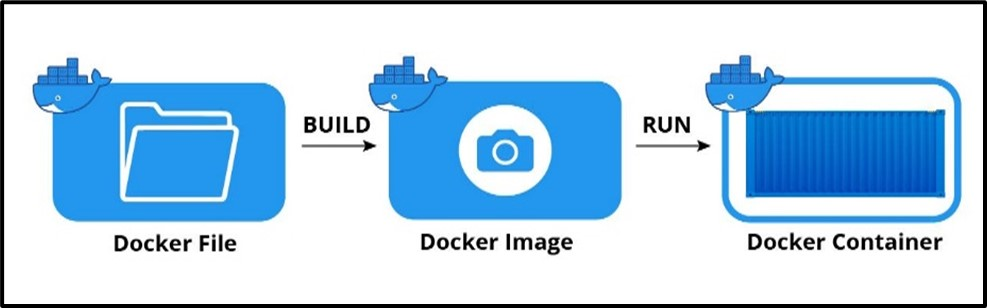 BUILD
RUN
Docker File
Docker Image
Docker Container